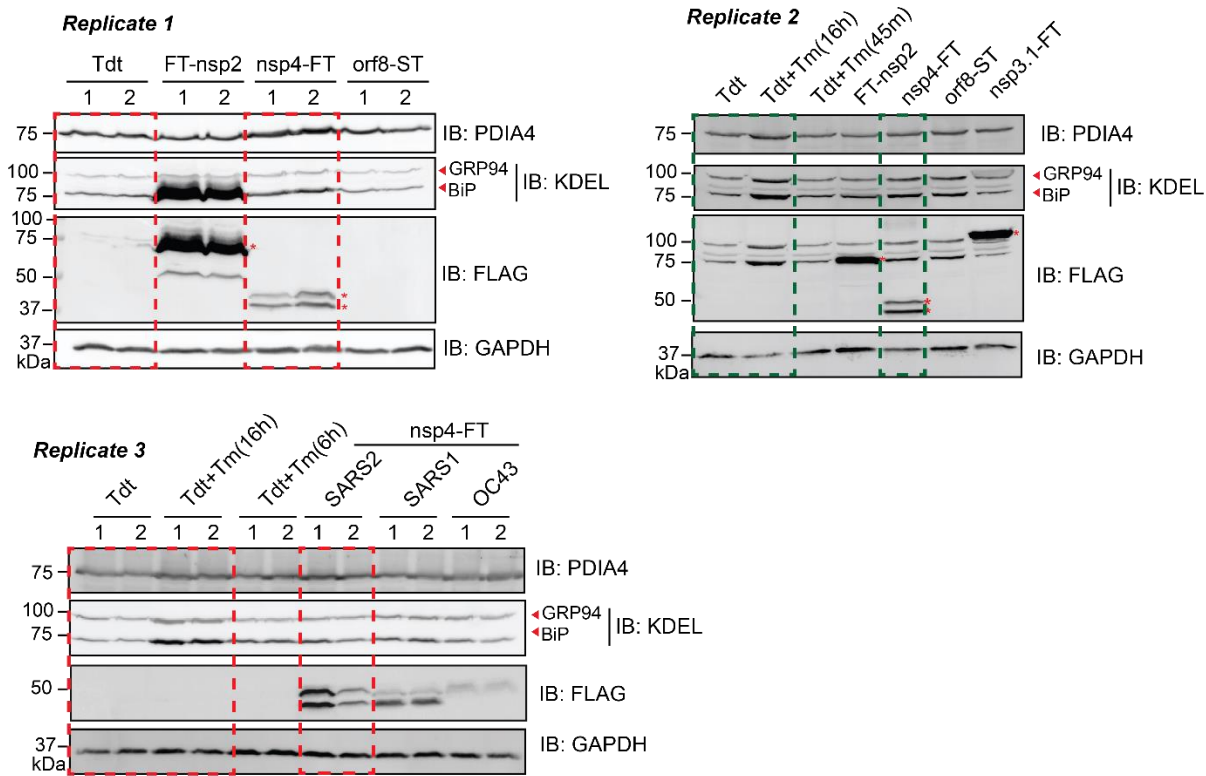 Replicate 1
Tdt FT-nsp2 nsp4-FT orf8-ST
1 2 1 2 1 2 1 2
75 IB: PDIA4
100 GRP94
75 BiP IB: KDEL
100
75 *
50 IB: FLAG
*
37 *
37 IB: GAPDH
kDa
Replicate 2
Tdt Tdt+Tm(16h) Tdt+Tm(45m) FT-nsp2 nsp4-FT orf8-ST nsp3.1-FT
75 IB: PDIA4
100 GRP94
75 BiP IB: KDEL
*
100
75 * IB: FLAG
50 *
*
37 IB: GAPDH
kDa
Replicate 3
nsp4-FT
Tdt Tdt+Tm(16h) Tdt+Tm(6h) SARS2 SARS1 OC43
1 2 1 2 1 2 1 2 1 2 1 2
75 IB: PDIA4
100 GRP94
75 BiP IB: KDEL
50 IB: FLAG
37 IB: GAPDH
kDa